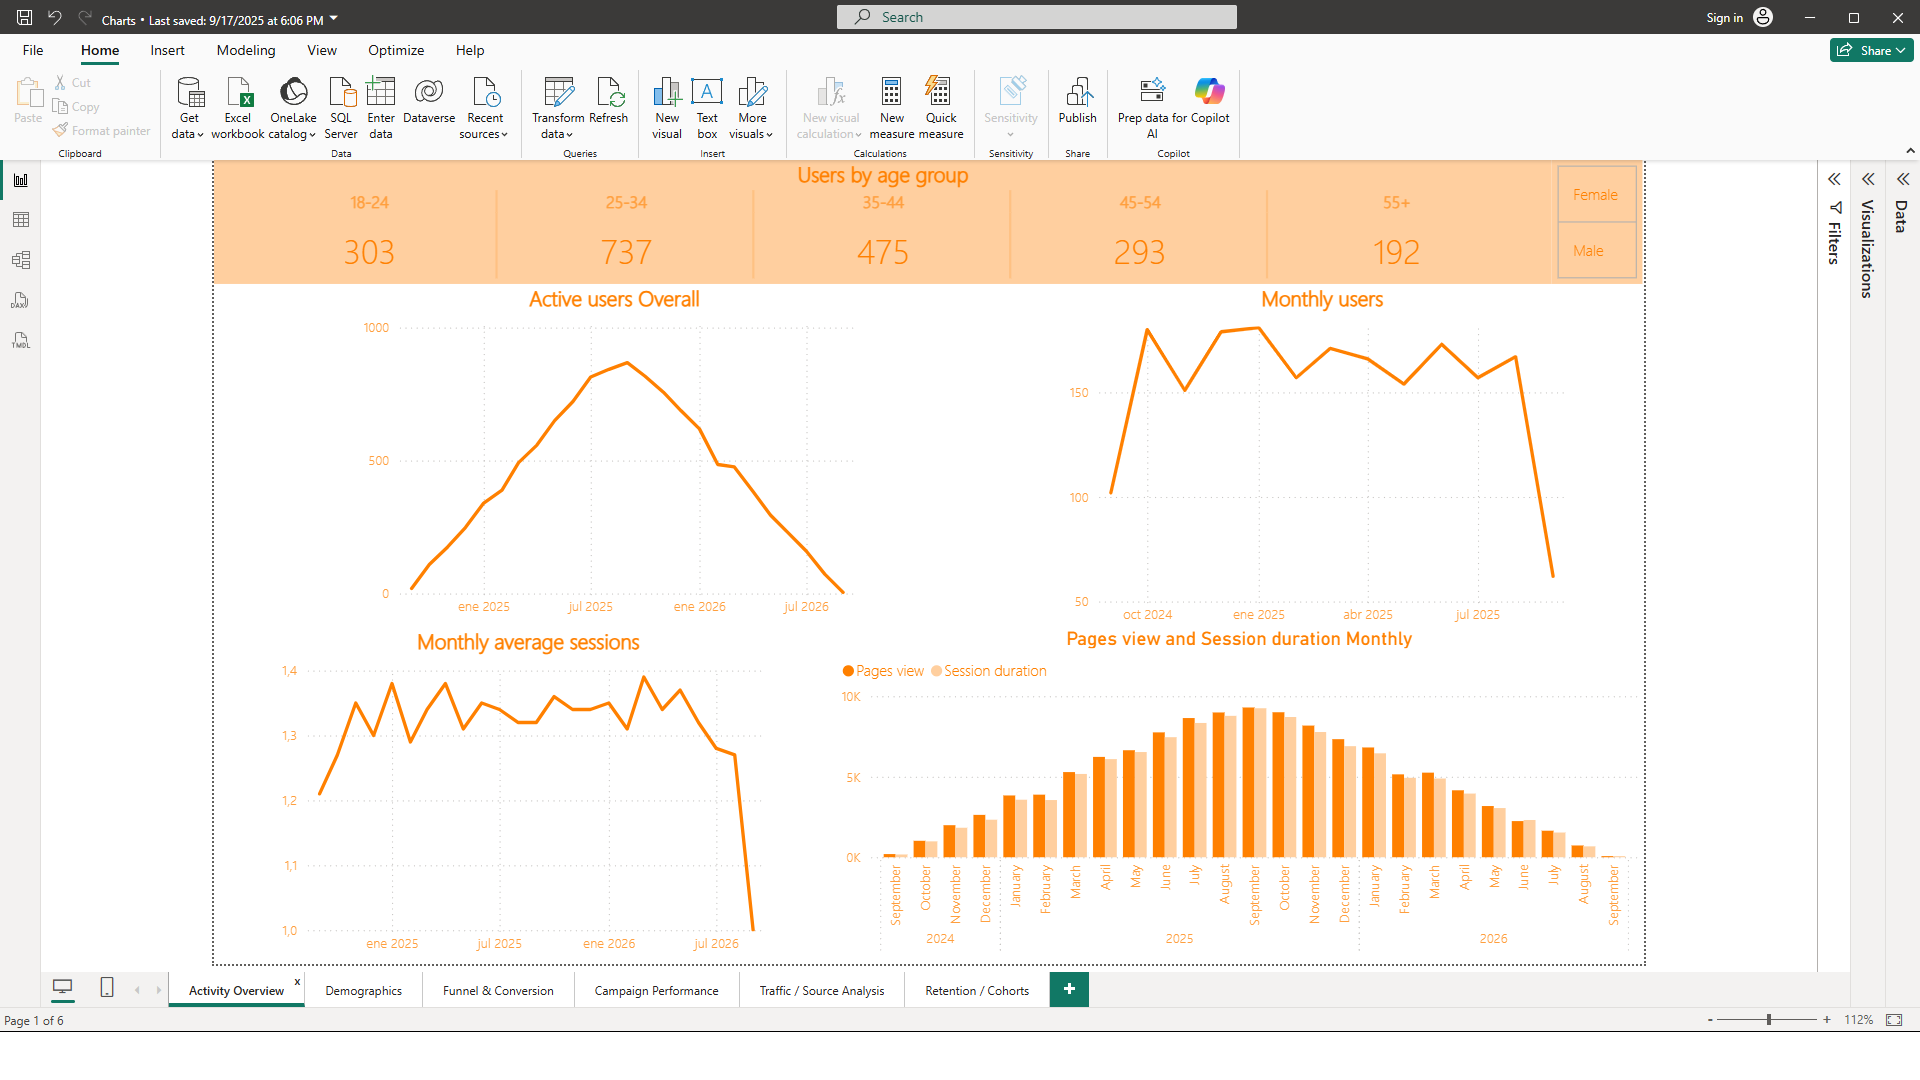 Charts • Last saved: 9/17/2025 at 6:06 PM
Search
Sign in
File Home Insert Modeling View Optimize Help
Share
Paste
Cut
Copy
Format painter
Clipboard
Get data
Excel workbook
OneLake catalog
SQL Server
Enter data
Dataverse
Recent sources
Data
Transform data
Refresh
Queries
New visual
Text box
More visuals
Insert
New visual calculation
New measure
Quick measure
Calculations
Sensitivity
Sensitivity
Publish
Share
Prep data for AI
Copilot
Copilot
Users by age group
18-24 25-34 35-44 45-54 55+
303 737 475 293 192
Female
Male
Filters
Visualizations
Data
DAX
TMDL
Active users Overall
1000
500
0
ene 2025 jul 2025 ene 2026 jul 2026
Monthly users
150
100
50
oct 2024 ene 2025 abr 2025 jul 2025
Monthly average sessions
1,4
1,3
1,2
1,1
1,0
ene 2025 jul 2025 ene 2026 jul 2026
Pages view and Session duration Monthly
Pages view Session duration
10K
5K
0K
September October November December January February March April May June July August September October November December January February March April May June July August September
2024 2025 2026
Activity Overview x
Demographics
Funnel & Conversion
Campaign Performance
Traffic / Source Analysis
Retention / Cohorts
+
Page 1 of 6
- + 112%